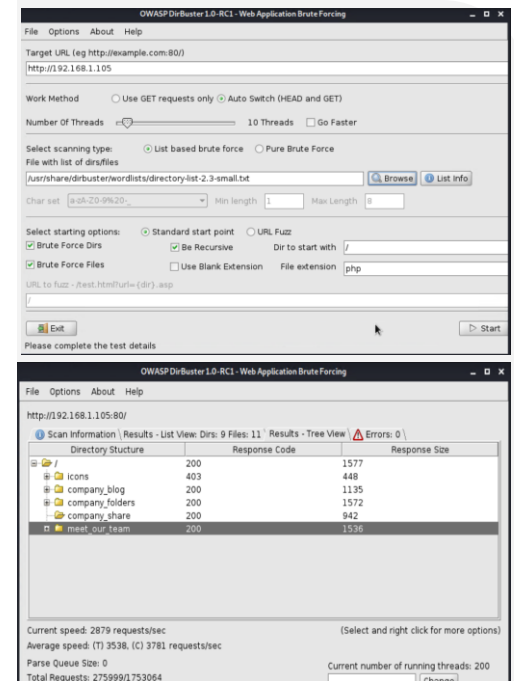 OWASP DirBuster 1.0-RC1 - Web Application Brute Forcing
File Options About Help
Target URL (eg http://example.com:80/)
http://192.168.1.105
Work Method Use GET requests only Auto Switch (HEAD and GET)
Number Of Threads 10 Threads Go Faster
Select scanning type: List based brute force Pure Brute Force
File with list of dirs/files
/usr/share/dirbuster/wordlists/directory-list-2.3-small.txt Browse List Info
Char set a-zA-Z0-9%20-_ Min length 1 Max Length 8
Select starting options: Standard start point URL Fuzz
Brute Force Dirs Be Recursive Dir to start with /
Brute Force Files Use Blank Extension File extension php
URL to fuzz - /test.html?url={dir}.asp
/
Exit Start
Please complete the test details
OWASP DirBuster 1.0-RC1 - Web Application Brute Forcing
File Options About Help
http://192.168.1.105:80/
Scan Information \ Results - List View: Dirs: 9 Files: 11 \ Results - Tree View \ Errors: 0 \
Directory Stucture Response Code Response Size
/ 200 1577
icons 403 448
company_blog 200 1135
company_folders 200 1572
company_share 200 942
meet_our_team 200 1536
Current speed: 2879 requests/sec (Select and right click for more options)
Average speed: (T) 3538, (C) 3781 requests/sec
Parse Queue Size: 0 Current number of running threads: 200
Total Requests: 275999/1753064 Change